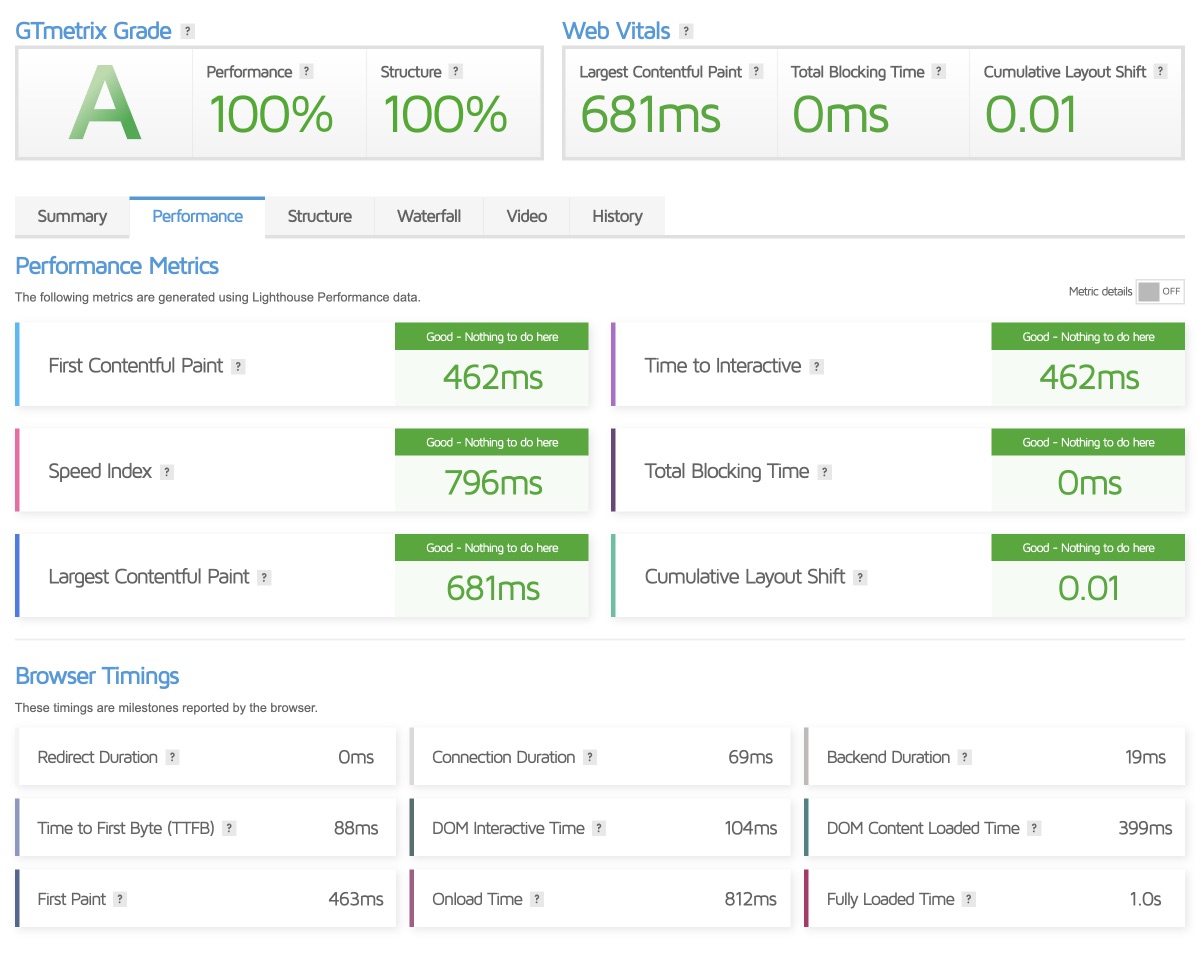 GTmetrix Grade ?
Web Vitals ?
A
Performance ?
100%
Structure ?
100%
Largest Contentful Paint ?
681ms
Total Blocking Time ?
0ms
Cumulative Layout Shift ?
0.01
Summary Performance Structure Waterfall Video History
Performance Metrics
The following metrics are generated using Lighthouse Performance data.
Metric details OFF
First Contentful Paint ?
Good - Nothing to do here
462ms
Time to Interactive ?
Good - Nothing to do here
462ms
Speed Index ?
Good - Nothing to do here
796ms
Total Blocking Time ?
Good - Nothing to do here
0ms
Largest Contentful Paint ?
Good - Nothing to do here
681ms
Cumulative Layout Shift ?
Good - Nothing to do here
0.01
Browser Timings
These timings are milestones reported by the browser.
Redirect Duration ? 0ms
Connection Duration ? 69ms
Backend Duration ? 19ms
Time to First Byte (TTFB) ? 88ms
DOM Interactive Time ? 104ms
DOM Content Loaded Time ? 399ms
First Paint ? 463ms
Onload Time ? 812ms
Fully Loaded Time ? 1.0s